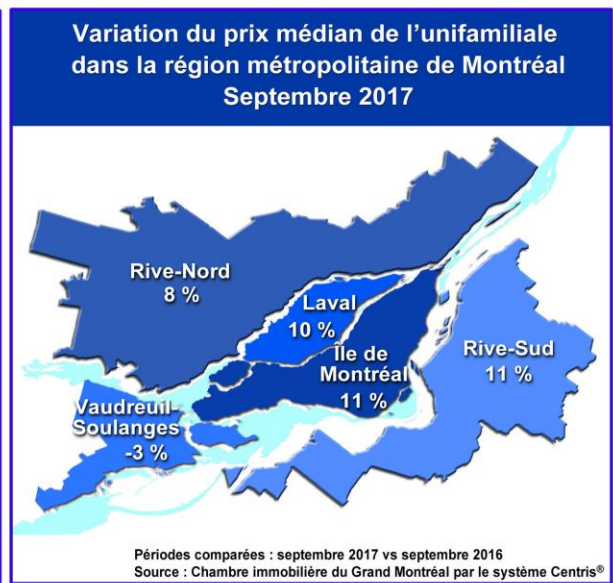 Variation du prix médian de l'unifamiliale
dans la région métropolitaine de Montréal
Septembre 2017
Rive-Nord
8 %
Laval
10 %
Île de
Montréal
11 %
Rive-Sud
11 %
Vaudreuil-
Soulanges
-3 %
Périodes comparées : septembre 2017 vs septembre 2016
Source : Chambre immobilière du Grand Montréal par le système Centris®